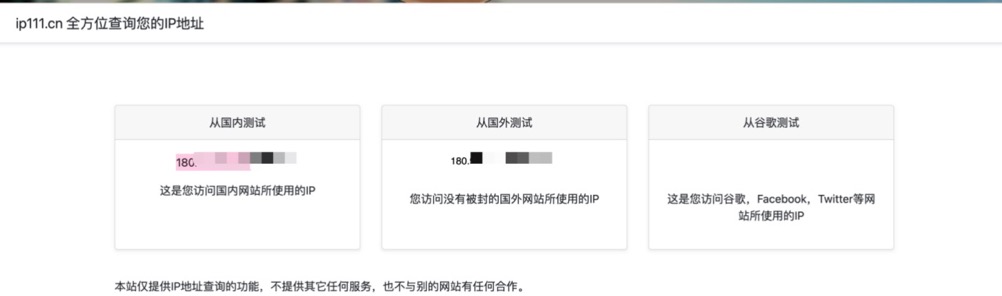 ip111.cn 全方位查询您的IP地址
从国内测试
从国外测试
从谷歌测试
180.
180.
这是您访问国内网站所使用的IP
您访问没有被封的国外网站所使用的IP
这是您访问谷歌，Facebook，Twitter等网
站所使用的IP
本站仅提供IP地址查询的功能，不提供其它任何服务，也不与别的网站有任何合作。